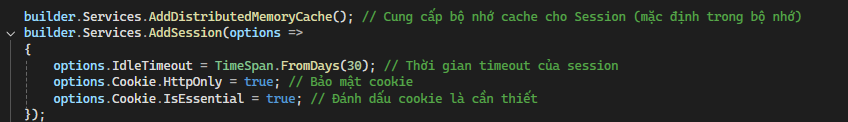 builder.Services.AddDistributedMemoryCache(); // Cung cấp bộ nhớ cache cho Session (mặc định trong bộ nhớ)
builder.Services.AddSession(options =>
{
    options.IdleTimeout = TimeSpan.FromDays(30); // Thời gian timeout của session
    options.Cookie.HttpOnly = true; // Bảo mật cookie
    options.Cookie.IsEssential = true; // Đánh dấu cookie là cần thiết
});